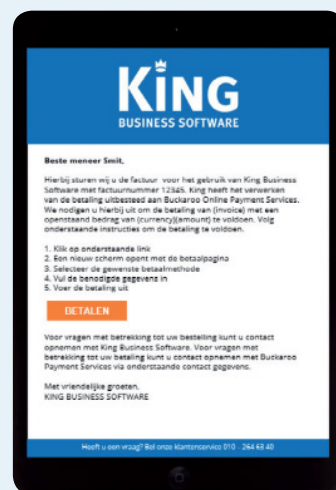 KING
BUSINESS SOFTWARE
Beste meneer Smit,
Hierbij sturen wij u de factuur voor het gebruik van King Business
Software met factuurnummer 12345. King heeft het verwerken
van de betaling uitbesteed aan Buckaroo Online Payment Services.
We nodigen u hierbij uit om de betaling van {invoice} met een
openstaand bedrag van {currency}{amount} te voldoen. Volg
onderstaande instructies om de betaling te voldoen.
1. Klik op onderstaande link
2. Een nieuw scherm opent met de betaalpagina
3. Selecteer de gewenste betaalmethode
4. Vul de benodigde gegevens in
5. Voer de betaling uit
BETALEN
Voor vragen met betrekking tot uw bestelling kunt u contact
opnemen met King Business Software. Voor vragen met
betrekking tot uw betaling kunt u contact opnemen met Buckaroo
Payment Services via onderstaande contact gegevens.
Met vriendelijke groeten,
KING BUSINESS SOFTWARE
Heeft u een vraag? Bel onze klantenservice 010 - 264 63 40